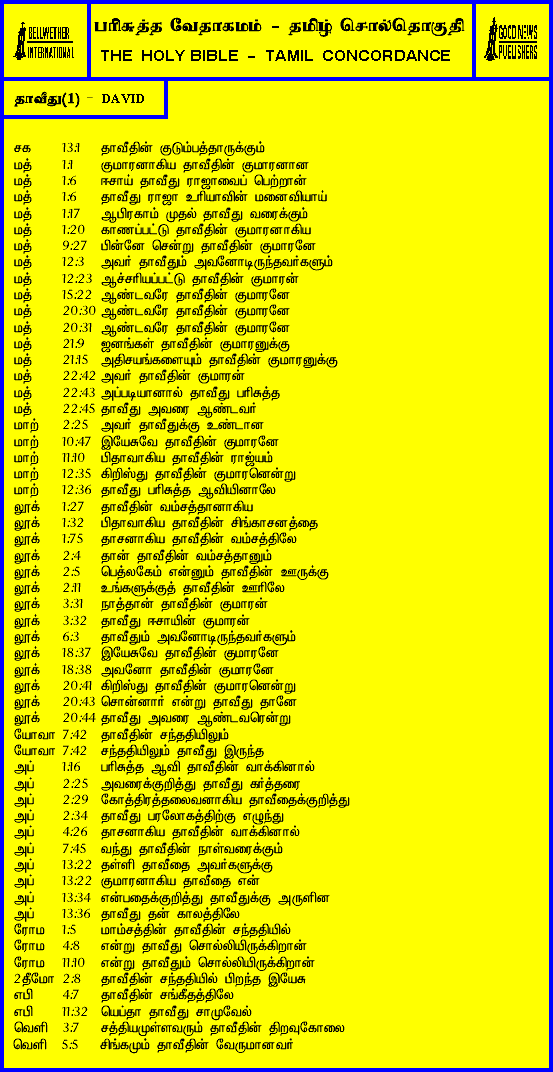 BELLWETHER
INTERNATIONAL
பரிசுத்த வேதாகமம் - தமிழ் சொல்தொகுதி
THE HOLY BIBLE - TAMIL CONCORDANCE
GOOD NEWS
PUBLISHERS
தாவீது(1) - DAVID
சக 13:1 தாவீதின் குடும்பத்தாருக்கும்
மத் 1:1 குமாரனாகிய தாவீதின் குமாரனான
மத் 1:6 ஈசாய் தாவீது ராஜாவைப் பெற்றான்
மத் 1:6 தாவீது ராஜா உரியாவின் மனைவியாய்
மத் 1:17 ஆபிரகாம் முதல் தாவீது வரைக்கும்
மத் 1:20 காணப்பட்டு தாவீதின் குமாரனாகிய
மத் 9:27 பின்னே சென்று தாவீதின் குமாரனே
மத் 12:3 அவர் தாவீதும் அவனோடிருந்தவர்களும்
மத் 12:23 ஆச்சரியப்பட்டு தாவீதின் குமாரன்
மத் 15:22 ஆண்டவரே தாவீதின் குமாரனே
மத் 20:30 ஆண்டவரே தாவீதின் குமாரனே
மத் 20:31 ஆண்டவரே தாவீதின் குமாரனே
மத் 21:9 ஜனங்கள் தாவீதின் குமாரனுக்கு
மத் 21:15 அதிசயங்களையும் தாவீதின் குமாரனுக்கு
மத் 22:42 அவர் தாவீதின் குமாரன்
மத் 22:43 அப்படியானால் தாவீது பரிசுத்த
மத் 22:45 தாவீது அவரை ஆண்டவர்
மாற் 2:25 அவர் தாவீதுக்கு உண்டான
மாற் 10:47 இயேசுவே தாவீதின் குமாரனே
மாற் 11:10 பிதாவாகிய தாவீதின் ராஜ்யம்
மாற் 12:35 கிறிஸ்து தாவீதின் குமாரனென்று
மாற் 12:36 தாவீது பரிசுத்த ஆவியினாலே
லூக் 1:27 தாவீதின் வம்சத்தானாகிய
லூக் 1:32 பிதாவாகிய தாவீதின் சிங்காசனத்தை
லூக் 1:75 தாசனாகிய தாவீதின் வம்சத்திலே
லூக் 2:4 தான் தாவீதின் வம்சத்தானும்
லூக் 2:5 பெத்லகேம் என்னும் தாவீதின் ஊருக்கு
லூக் 2:11 உங்களுக்குத் தாவீதின் ஊரிலே
லூக் 3:31 நாத்தான் தாவீதின் குமாரன்
லூக் 3:32 தாவீது ஈசாயின் குமாரன்
லூக் 6:3 தாவீதும் அவனோடிருந்தவர்களும்
லூக் 18:37 இயேசுவே தாவீதின் குமாரனே
லூக் 18:38 அவனோ தாவீதின் குமாரனே
லூக் 20:41 கிறிஸ்து தாவீதின் குமாரனென்று
லூக் 20:43 சொன்னார் என்று தாவீது தானே
லூக் 20:44 தாவீது அவரை ஆண்டவரென்று
யோவா 7:42 தாவீதின் சந்ததியிலும்
யோவா 7:42 சந்ததியிலும் தாவீது இருந்த
அப் 1:16 பரிசுத்த ஆவி தாவீதின் வாக்கினால்
அப் 2:25 அவரைக்குறித்து தாவீது கர்த்தரை
அப் 2:29 கோத்திரத்தலைவனாகிய தாவீதைக்குறித்து
அப் 2:34 தாவீது பரலோகத்திற்கு எழுந்து
அப் 4:26 தாசனாகிய தாவீதின் வாக்கினால்
அப் 7:45 வந்து தாவீதின் நாள்வரைக்கும்
அப் 13:22 தள்ளி தாவீதை அவர்களுக்கு
அப் 13:22 குமாரனாகிய தாவீதை என்
அப் 13:34 என்பதைக்குறித்து தாவீதுக்கு அருளின
அப் 13:36 தாவீது தன் காலத்திலே
ரோம 1:5 மாம்சத்தின் தாவீதின் சந்ததியில்
ரோம 4:8 என்று தாவீது சொல்லியிருக்கிறான்
ரோம 11:10 என்று தாவீதும் சொல்லியிருக்கிறான்
2தீமோ 2:8 தாவீதின் சந்ததியில் பிறந்த இயேசு
எபி 4:7 தாவீதின் சங்கீதத்திலே
எபி 11:32 யெப்தா தாவீது சாமுவேல்
வெளி 3:7 சத்தியமுள்ளவரும் தாவீதின் திறவுகோலை
வெளி 5:5 சிங்கமும் தாவீதின் வேருமானவர்